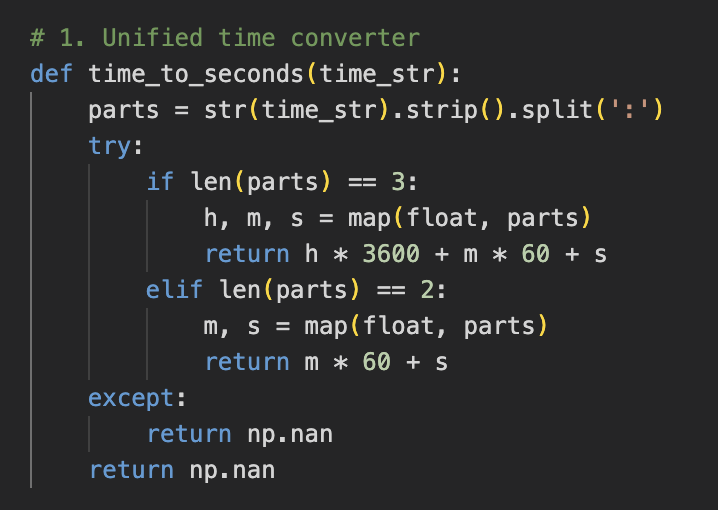 # 1. Unified time converter
def time_to_seconds(time_str):
    parts = str(time_str).strip().split(':')
    try:
        if len(parts) == 3:
            h, m, s = map(float, parts)
            return h * 3600 + m * 60 + s
        elif len(parts) == 2:
            m, s = map(float, parts)
            return m * 60 + s
    except:
        return np.nan
    return np.nan